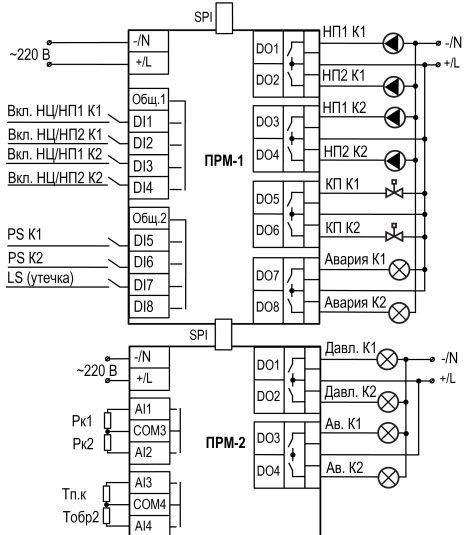 SPI
~220 В
-/N
+/L
Общ.1
Вкл. НЦ/НП1 К1
DI1
Вкл. НЦ/НП2 К1
DI2
Вкл. НЦ/НП1 К2
DI3
Вкл. НЦ/НП2 К2
DI4
Общ.2
PS К1
DI5
PS К2
DI6
LS (утечка)
DI7
DI8
ПРМ-1
DO1
НП1 К1
-/N
+/L
DO2
НП2 К1
DO3
НП1 К2
DO4
НП2 К2
DO5
КП К1
DO6
КП К2
DO7
Авария К1
DO8
Авария К2
SPI
~220 В
-/N
+/L
Рк1
AI1
COM3
Рк2
AI2
Тп.к
AI3
COM4
Тобр2
AI4
ПРМ-2
DO1
Давл. К1
-/N
+/L
DO2
Давл. К2
DO3
Ав. К1
DO4
Ав. К2